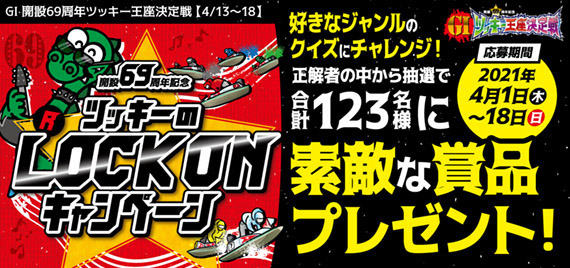 GI・開設69周年ツッキー王座決定戦【4/13〜18】
69
開設69周年記念
ツッキーの
R
LOCK ON
キャンペーン
好きなジャンルの
クイズにチャレンジ！
正解者の中から抽選で
合計123名様に
素敵な賞品
プレゼント！
GI ツッキー王座決定戦
応募期間
2021年
4月1日木
〜18日日